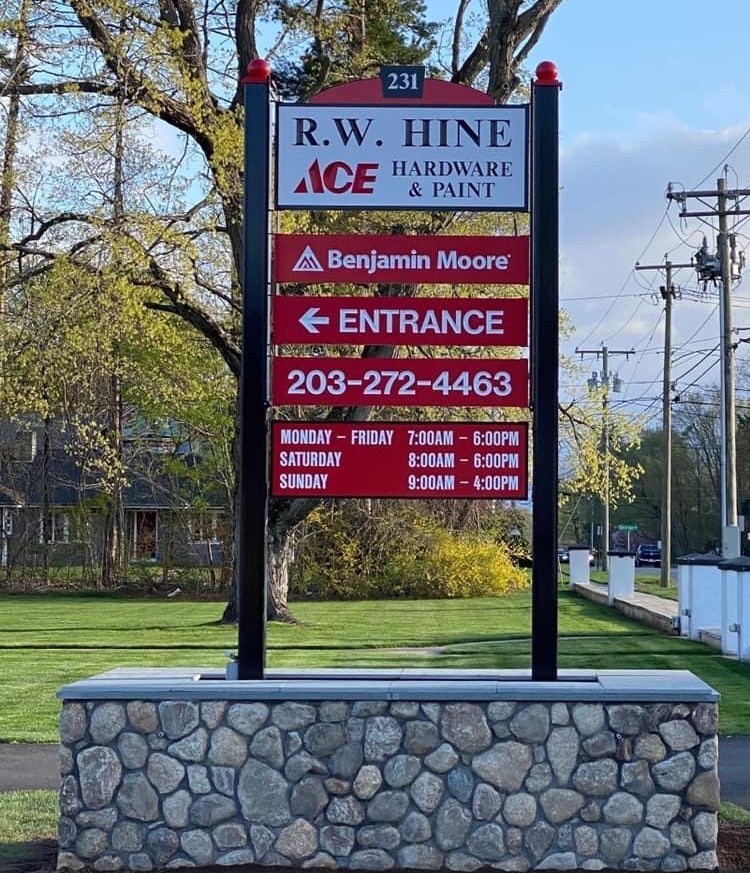 231
R.W. HINE
ACE HARDWARE
& PAINT
Benjamin Moore
← ENTRANCE
203-272-4463
MONDAY – FRIDAY 7:00AM – 6:00PM
SATURDAY 8:00AM – 6:00PM
SUNDAY 9:00AM – 4:00PM